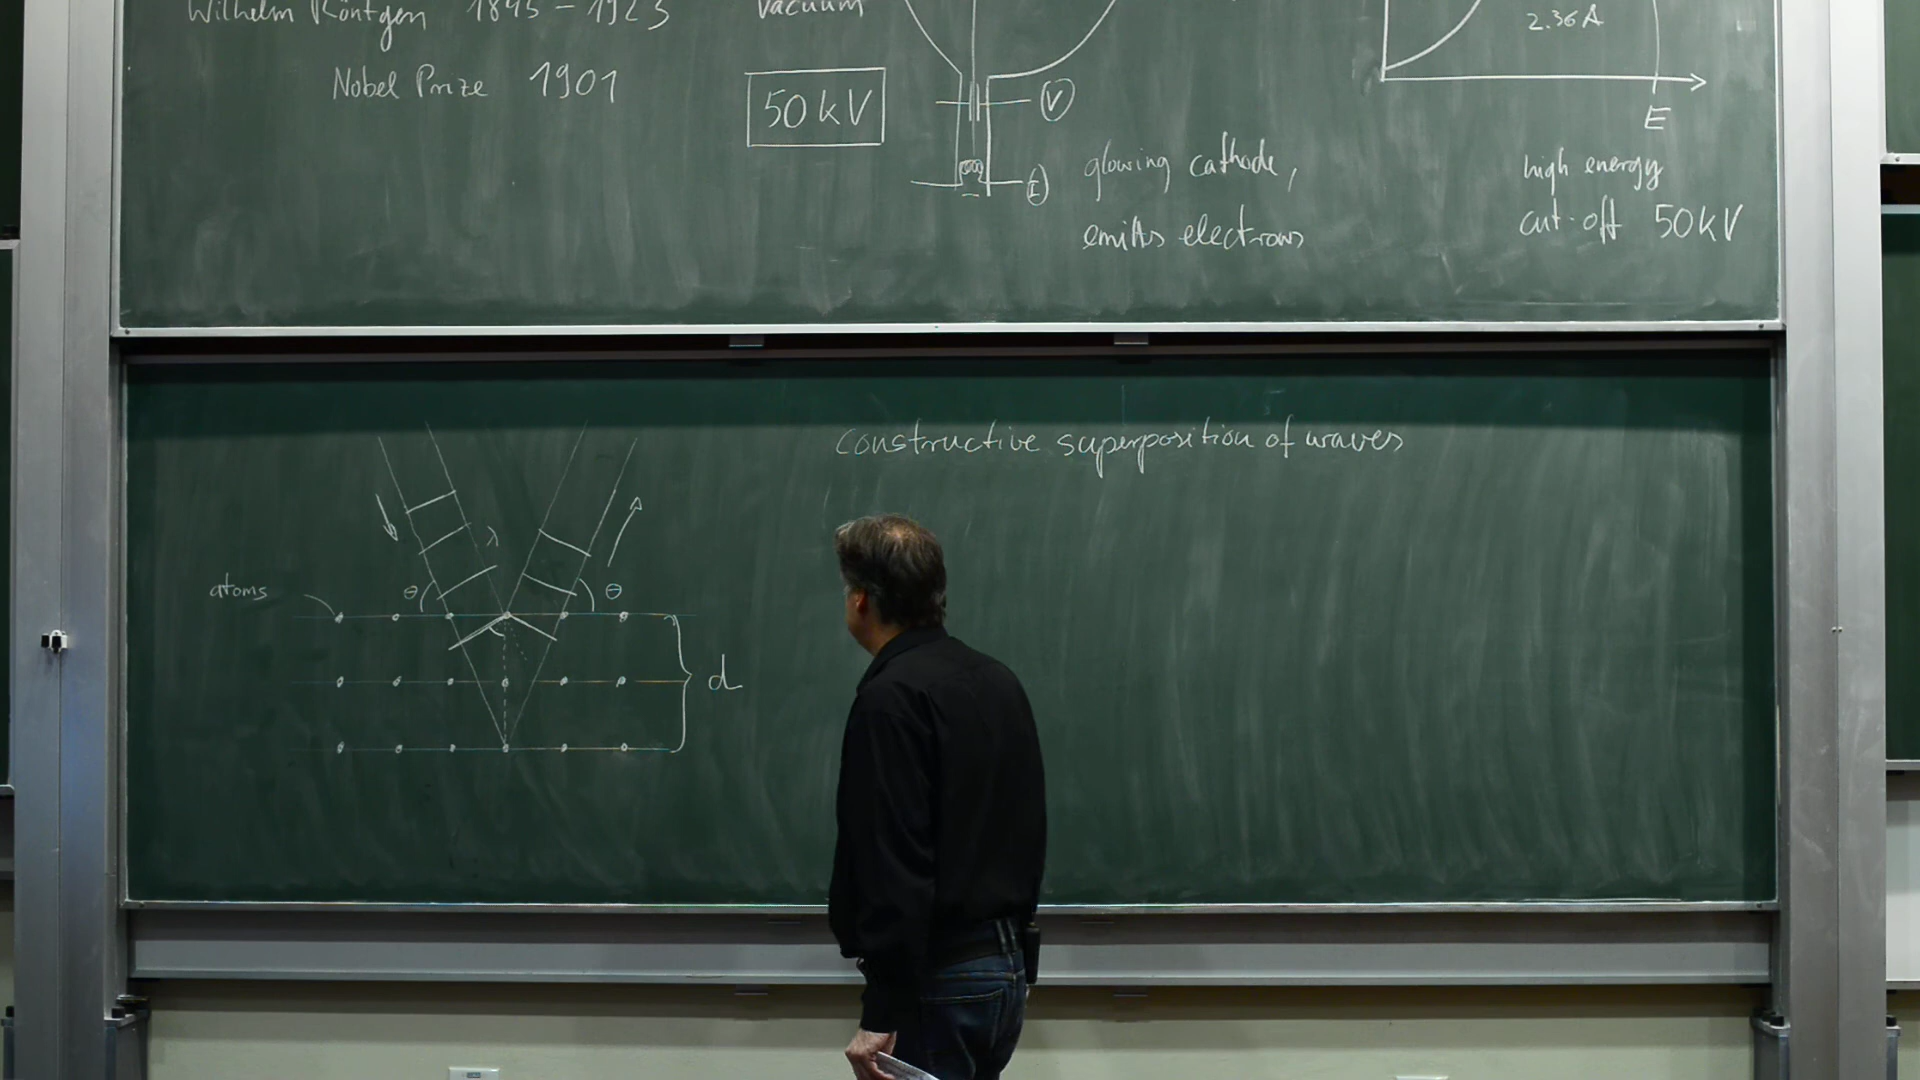 Wilhelm Röntgen 1845 – 1923
Nobel Prize 1901
Vacuum
50 kV
V
glowing cathode,
emitts electrons
2.36 A
E
high energy
cut-off 50 kV
constructive superposition of waves
λ
θ
θ
atoms
d